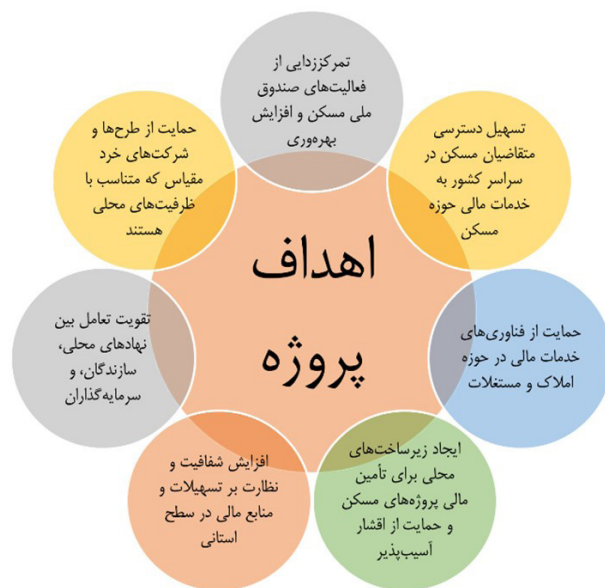 اهداف
پروژه
تمرکززدایی از
فعالیت‌های صندوق
ملی مسکن و افزایش
بهره‌وری
تسهیل دسترسی
متقاضیان مسکن در
سراسر کشور به
خدمات مالی حوزه
مسکن
حمایت از فناوری‌های
خدمات مالی در حوزه
املاک و مستغلات
ایجاد زیرساخت‌های
محلی برای تأمین
مالی پروژه‌های مسکن
و حمایت از اقشار
آسیب‌پذیر
افزایش شفافیت و
نظارت بر تسهیلات و
منابع مالی در سطح
استانی
تقویت تعامل بین
نهادهای محلی،
سازندگان، و
سرمایه‌گذاران
حمایت از طرح‌ها و
شرکت‌های خرد
مقیاس که متناسب با
ظرفیت‌های محلی
هستند